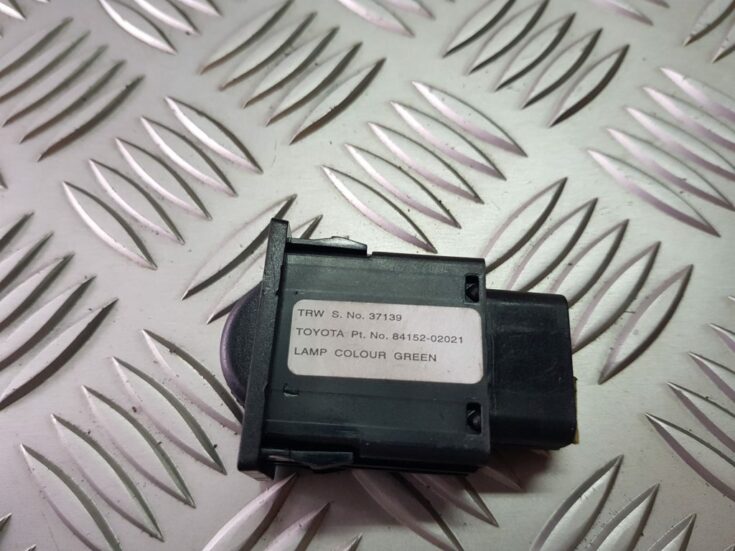 TRW S. No. 37139
TOYOTA Pt. No. 84152-02021
LAMP COLOUR GREEN